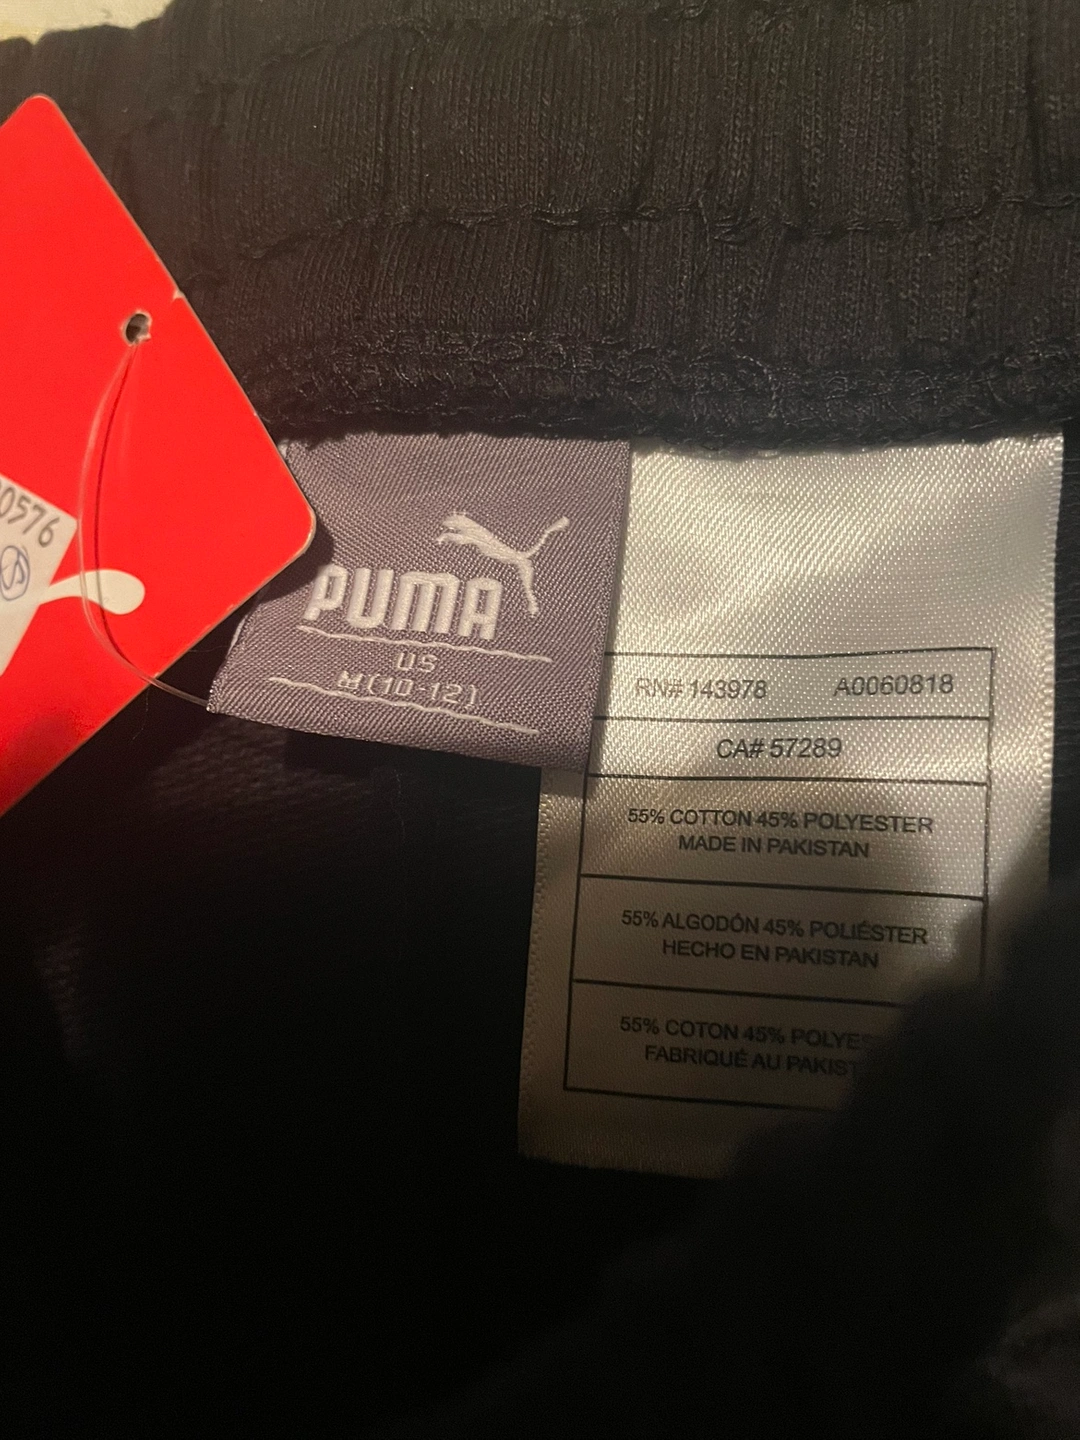 0576
PUMA
US
M(10-12)
RN# 143978 A0060818
CA# 57289
55% COTTON 45% POLYESTER
MADE IN PAKISTAN
55% ALGODÓN 45% POLIÉSTER
HECHO EN PAKISTAN
55% COTON 45% POLYES
FABRIQUÉ AU PAKIST